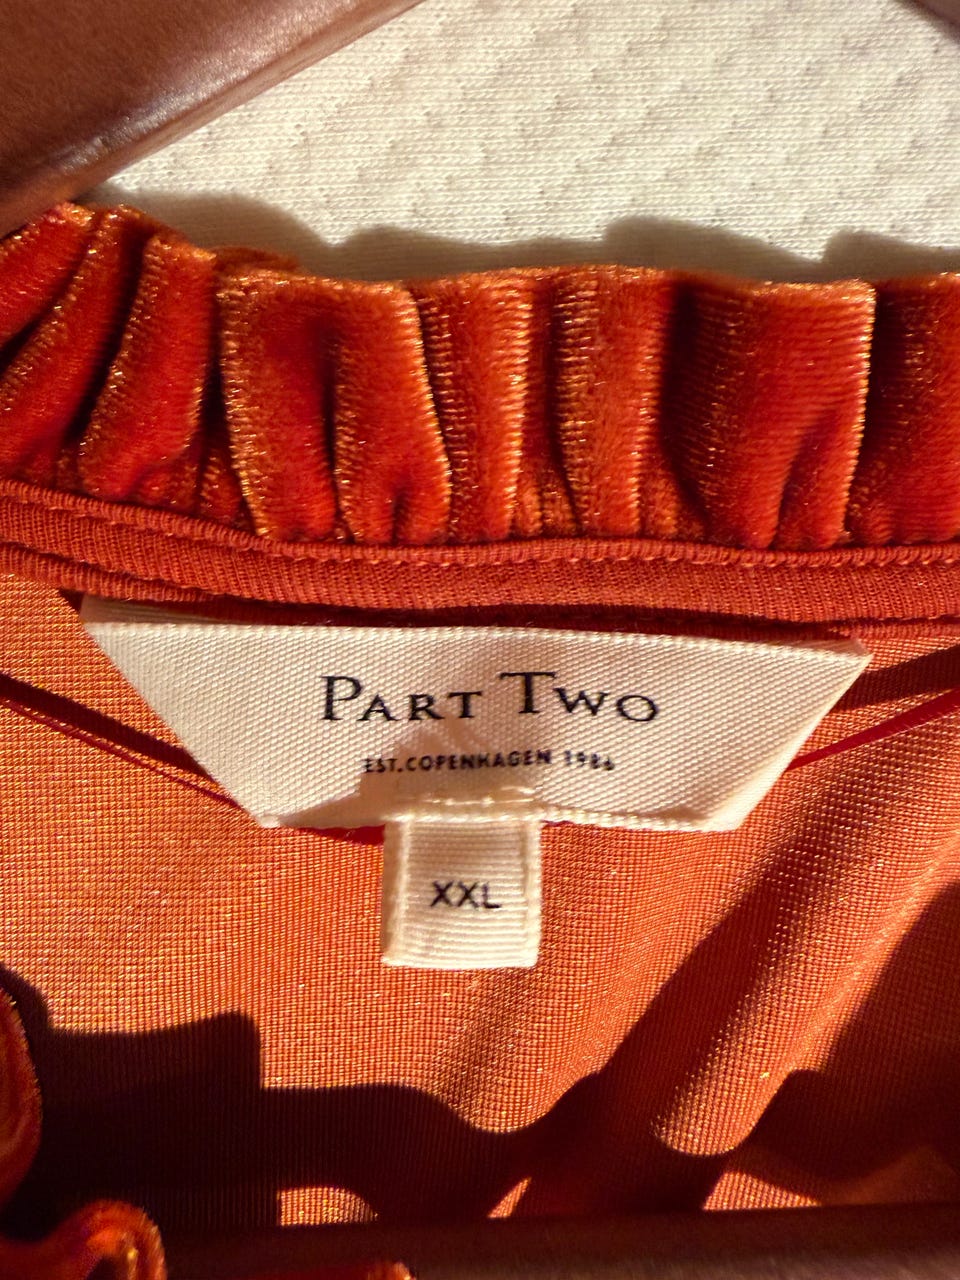 PART TWO
EST. COPENHAGEN 1986
XXL